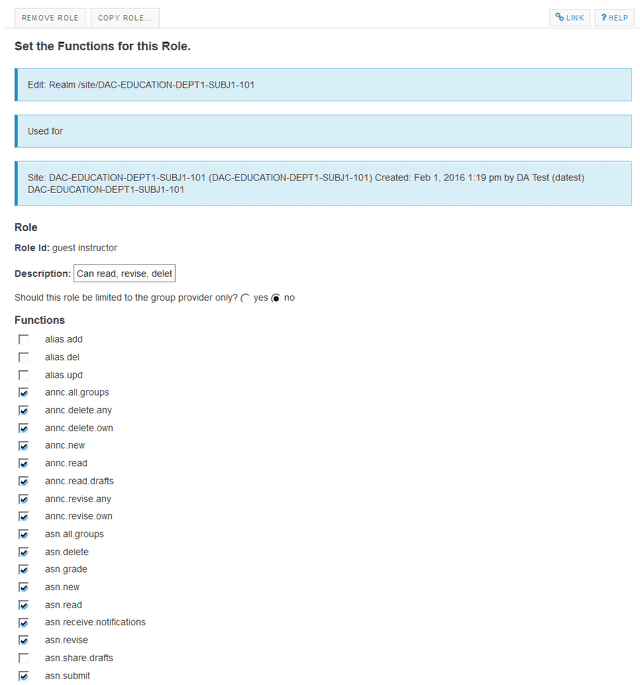 REMOVE ROLE COPY ROLE... LINK ? HELP
Set the Functions for this Role.
Edit: Realm /site/DAC-EDUCATION-DEPT1-SUBJ1-101
Used for
Site: DAC-EDUCATION-DEPT1-SUBJ1-101 (DAC-EDUCATION-DEPT1-SUBJ1-101) Created: Feb 1, 2016 1:19 pm by DA Test (datest)
DAC-EDUCATION-DEPT1-SUBJ1-101
Role
Role Id: guest instructor
Description: Can read, revise, delet
Should this role be limited to the group provider only? yes no
Functions
alias.add
alias.del
alias.upd
annc.all.groups
annc.delete.any
annc.delete.own
annc.new
annc.read
annc.read.drafts
annc.revise.any
annc.revise.own
asn.all.groups
asn.delete
asn.grade
asn.new
asn.read
asn.receive.notifications
asn.revise
asn.share.drafts
asn.submit